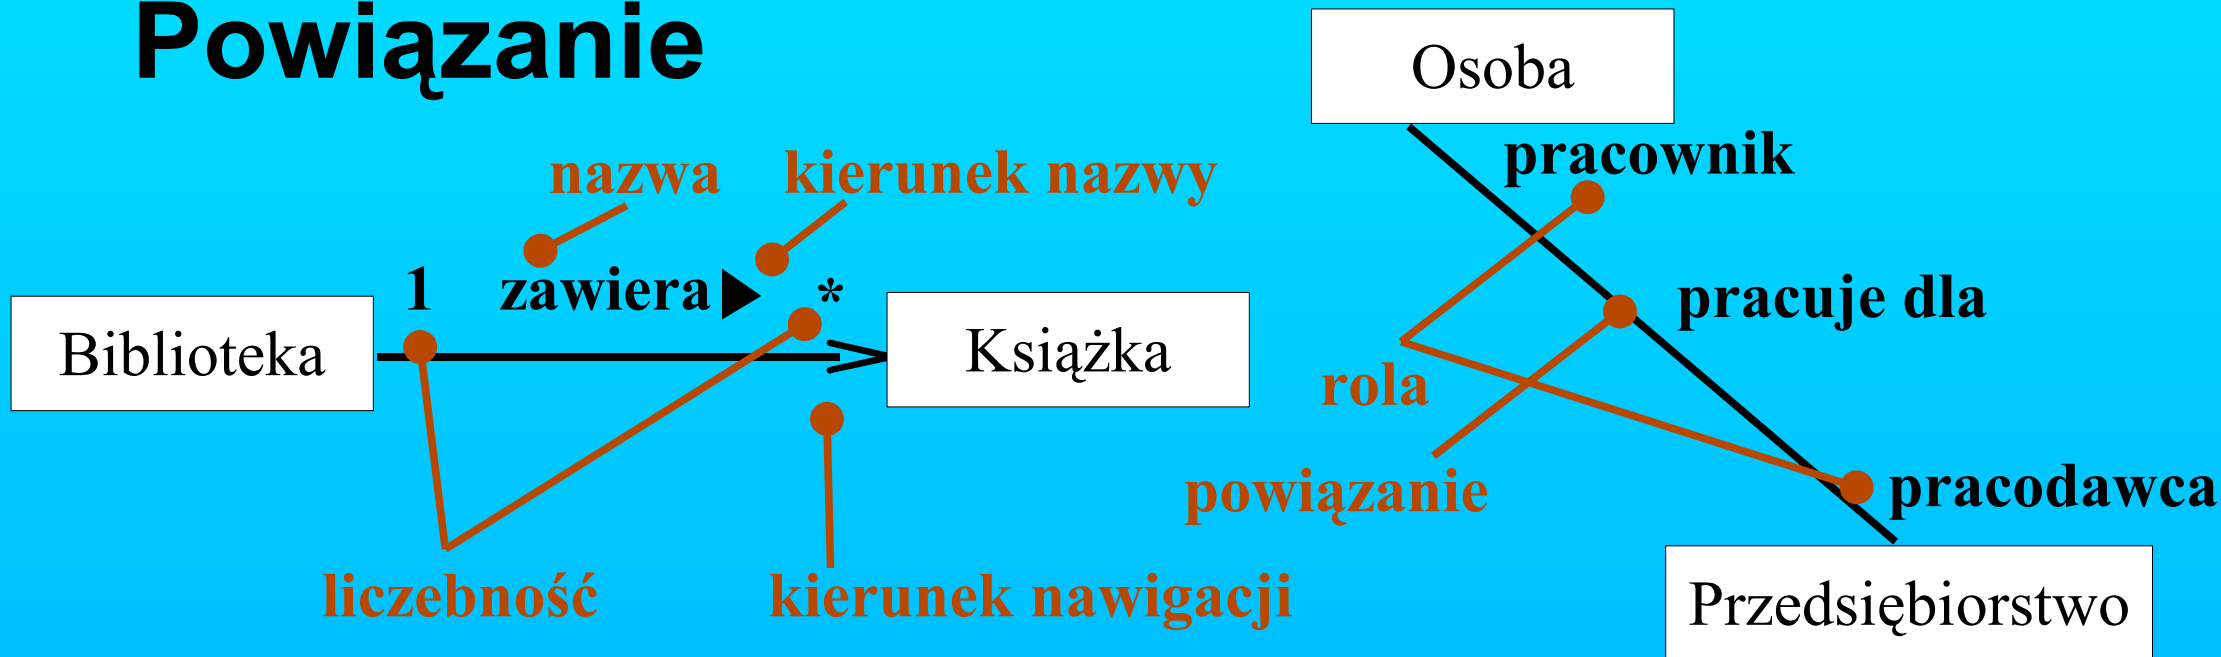 Powiązanie
Osoba
pracownik
nazwa kierunek nazwy
1 zawiera *
pracuje dla
Biblioteka
Książka
rola
powiązanie
pracodawca
liczebność
kierunek nawigacji
Przedsiębiorstwo